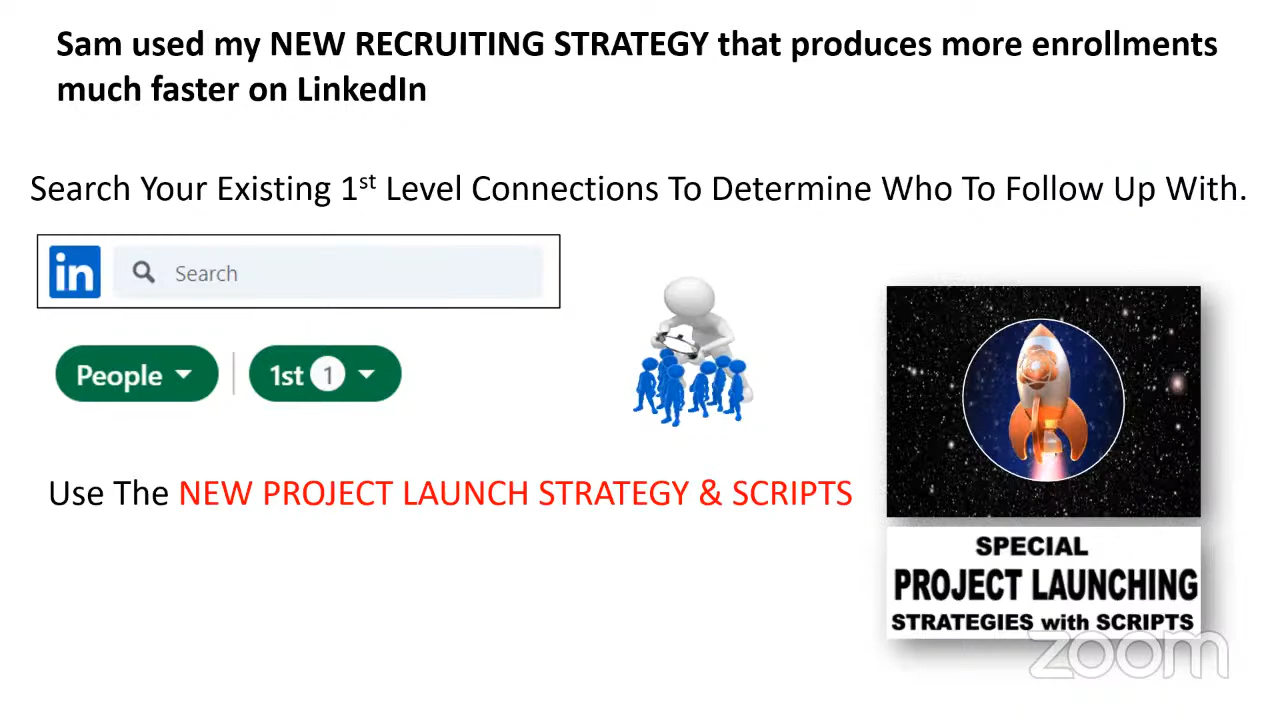 Sam used my NEW RECRUITING STRATEGY that produces more enrollments
much faster on LinkedIn
Search Your Existing 1st Level Connections To Determine Who To Follow Up With.
in Search
People 1st 1
Use The NEW PROJECT LAUNCH STRATEGY & SCRIPTS
SPECIAL
PROJECT LAUNCHING
STRATEGIES with SCRIPTS
zoom